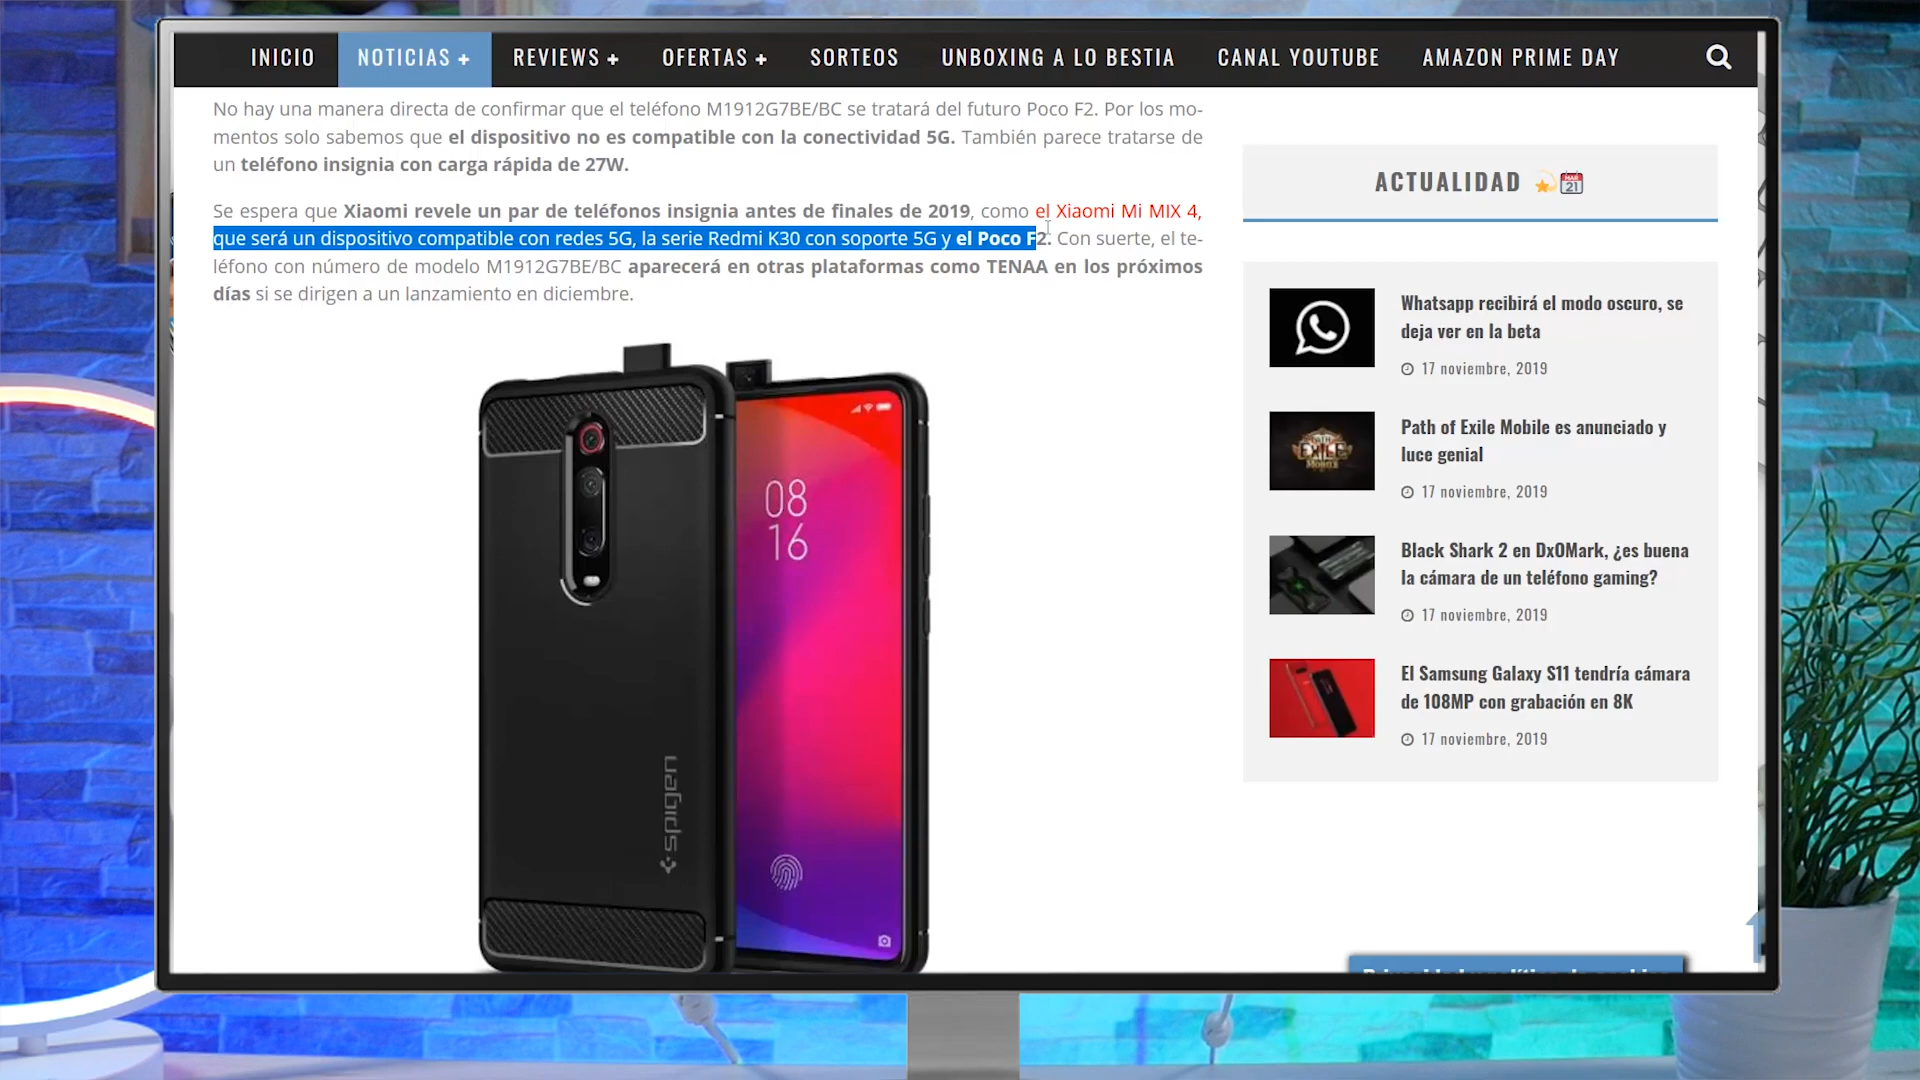 INICIO NOTICIAS + REVIEWS + OFERTAS + SORTEOS UNBOXING A LO BESTIA CANAL YOUTUBE AMAZON PRIME DAY
No hay una manera directa de confirmar que el teléfono M1912G7BE/BC se tratará del futuro Poco F2. Por los mo-
mentos solo sabemos que el dispositivo no es compatible con la conectividad 5G. También parece tratarse de
un teléfono insignia con carga rápida de 27W.
Se espera que Xiaomi revele un par de teléfonos insignia antes de finales de 2019, como el Xiaomi Mi MIX 4,
que será un dispositivo compatible con redes 5G, la serie Redmi K30 con soporte 5G y el Poco F2. Con suerte, el te-
léfono con número de modelo M1912G7BE/BC aparecerá en otras plataformas como TENAA en los próximos
días si se dirigen a un lanzamiento en diciembre.
08
16
spigen
ACTUALIDAD
MAR
21
Whatsapp recibirá el modo oscuro, se
deja ver en la beta
17 noviembre, 2019
PATH OF
EXILE
MOBILE
Path of Exile Mobile es anunciado y
luce genial
17 noviembre, 2019
Black Shark 2 en DxOMark, ¿es buena
la cámara de un teléfono gaming?
17 noviembre, 2019
El Samsung Galaxy S11 tendría cámara
de 108MP con grabación en 8K
17 noviembre, 2019